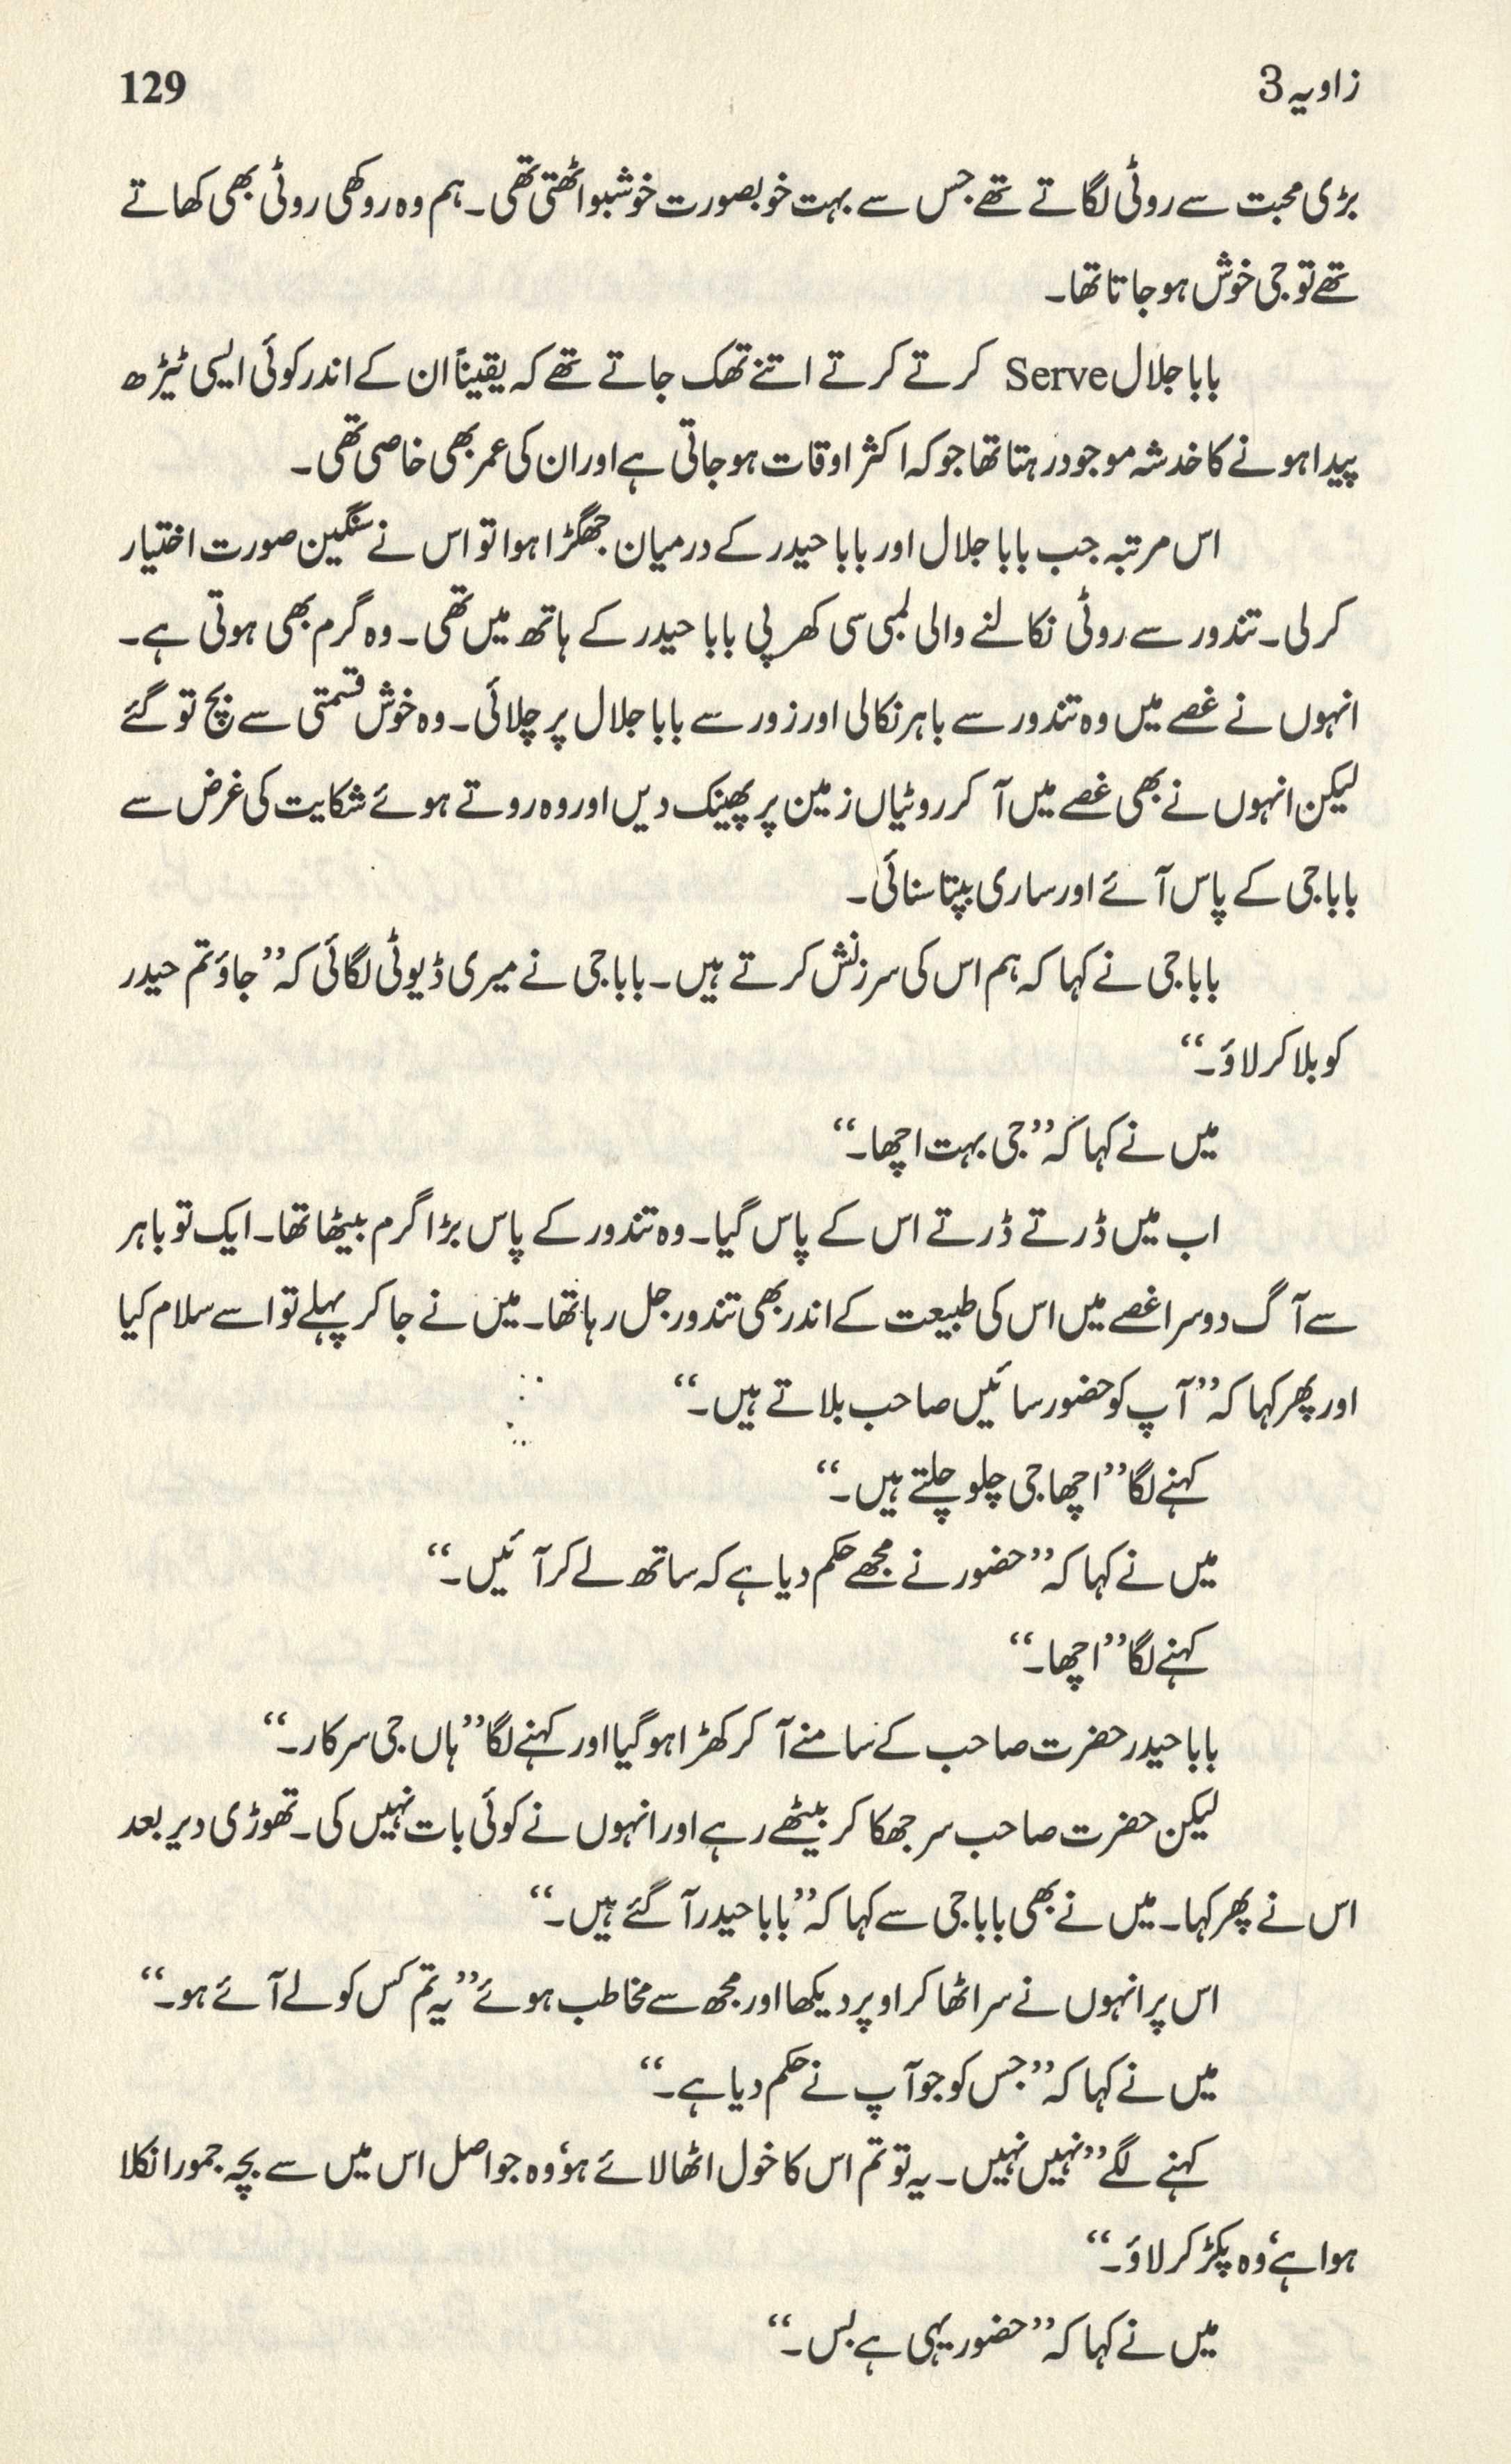 زاویہ 3
129
بڑی محبت سے روٹی لگاتے تھے جس سے بہت خوبصورت خوشبو اٹھتی تھی۔ ہم وہ روکھی روٹی بھی کھاتے
تھے تو جی خوش ہو جاتا تھا۔
بابا جلال Serve کرتے کرتے اتنے تھک جاتے تھے کہ یقیناً ان کے اندر کوئی ایسی ٹیڑھ
پیدا ہونے کا خدشہ موجود رہتا تھا جو کہ اکثر اوقات ہو جاتی ہے اور ان کی عمر بھی خاصی تھی۔
اس مرتبہ جب بابا جلال اور بابا حیدر کے درمیان جھگڑا ہوا تو اس نے سنگین صورت اختیار
کر لی۔ تندور سے روٹی نکالنے والی لمبی سی کھرپی بابا حیدر کے ہاتھ میں تھی۔ وہ گرم بھی ہوتی ہے۔
انہوں نے غصے میں وہ تندور سے باہر نکالی اور زور سے بابا جلال پر چلائی۔ وہ خوش قسمتی سے بچ تو گئے
لیکن انہوں نے بھی غصے میں آ کر روٹیاں زمین پر پھینک دیں اور وہ روتے ہوئے شکایت کی غرض سے
بابا جی کے پاس آئے اور ساری بپتا سنائی۔
بابا جی نے کہا کہ ہم اس کی سرزنش کرتے ہیں۔ بابا جی نے میری ڈیوٹی لگائی کہ ”جاؤ تم حیدر
کو بلا کر لاؤ۔“
میں نے کہا کہ ”جی بہت اچھا۔“
اب میں ڈرتے ڈرتے اس کے پاس گیا۔ وہ تندور کے پاس بڑا گرم بیٹھا تھا۔ ایک تو باہر
سے آگ دوسرا غصے میں اس کی طبیعت کے اندر بھی تندور جل رہا تھا۔ میں نے جا کر پہلے تو اسے سلام کیا
اور پھر کہا کہ ”آپ کو حضور سائیں صاحب بلاتے ہیں۔“
کہنے لگا ”اچھا جی چلو چلتے ہیں۔“
میں نے کہا کہ ”حضور نے مجھے حکم دیا ہے کہ ساتھ لے کر آئیں۔“
کہنے لگا ”اچھا۔“
بابا حیدر حضرت صاحب کے سامنے آ کر کھڑا ہو گیا اور کہنے لگا ”ہاں جی سرکار۔“
لیکن حضرت صاحب سر جھکا کر بیٹھے رہے اور انہوں نے کوئی بات نہیں کی۔ تھوڑی دیر بعد
اس نے پھر کہا۔ میں نے بھی بابا جی سے کہا کہ ”بابا حیدر آ گئے ہیں۔“
اس پر انہوں نے سر اٹھا کر اوپر دیکھا اور مجھ سے مخاطب ہوئے ”یہ تم کس کو لے آئے ہو۔“
میں نے کہا کہ ”جس کو جو آپ نے حکم دیا ہے۔“
کہنے لگے ”نہیں نہیں۔ یہ تو تم اس کا خول اٹھا لائے ہو‘ وہ جو اصل اس میں سے بچہ جمورا نکلا
ہوا ہے‘ وہ پکڑ کر لاؤ۔“
میں نے کہا کہ ”حضور یہی ہے بس۔“